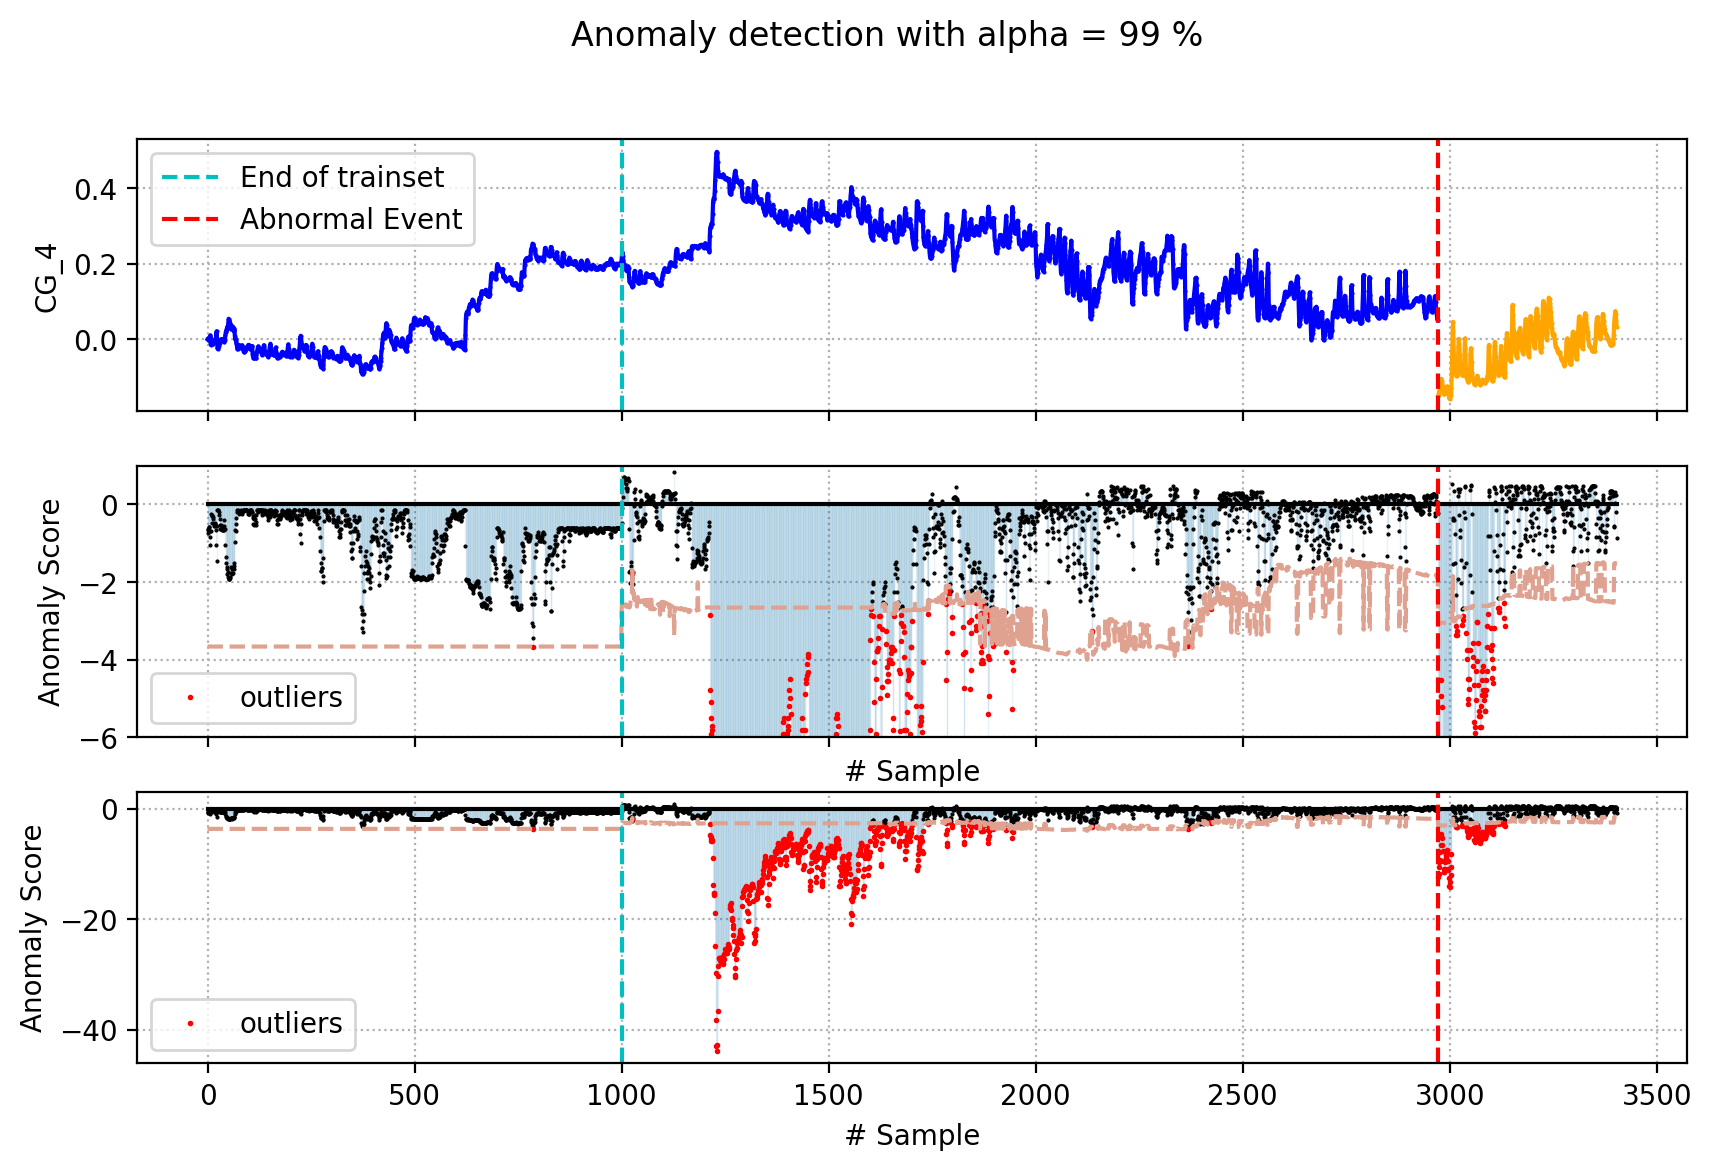 Anomaly detection with alpha = 99 %
End of trainset
Abnormal Event
CG_4
0.4
0.2
0.0
Anomaly Score
0
−2
−4
−6
outliers
# Sample
Anomaly Score
0
−20
−40
outliers
0 500 1000 1500 2000 2500 3000 3500
# Sample